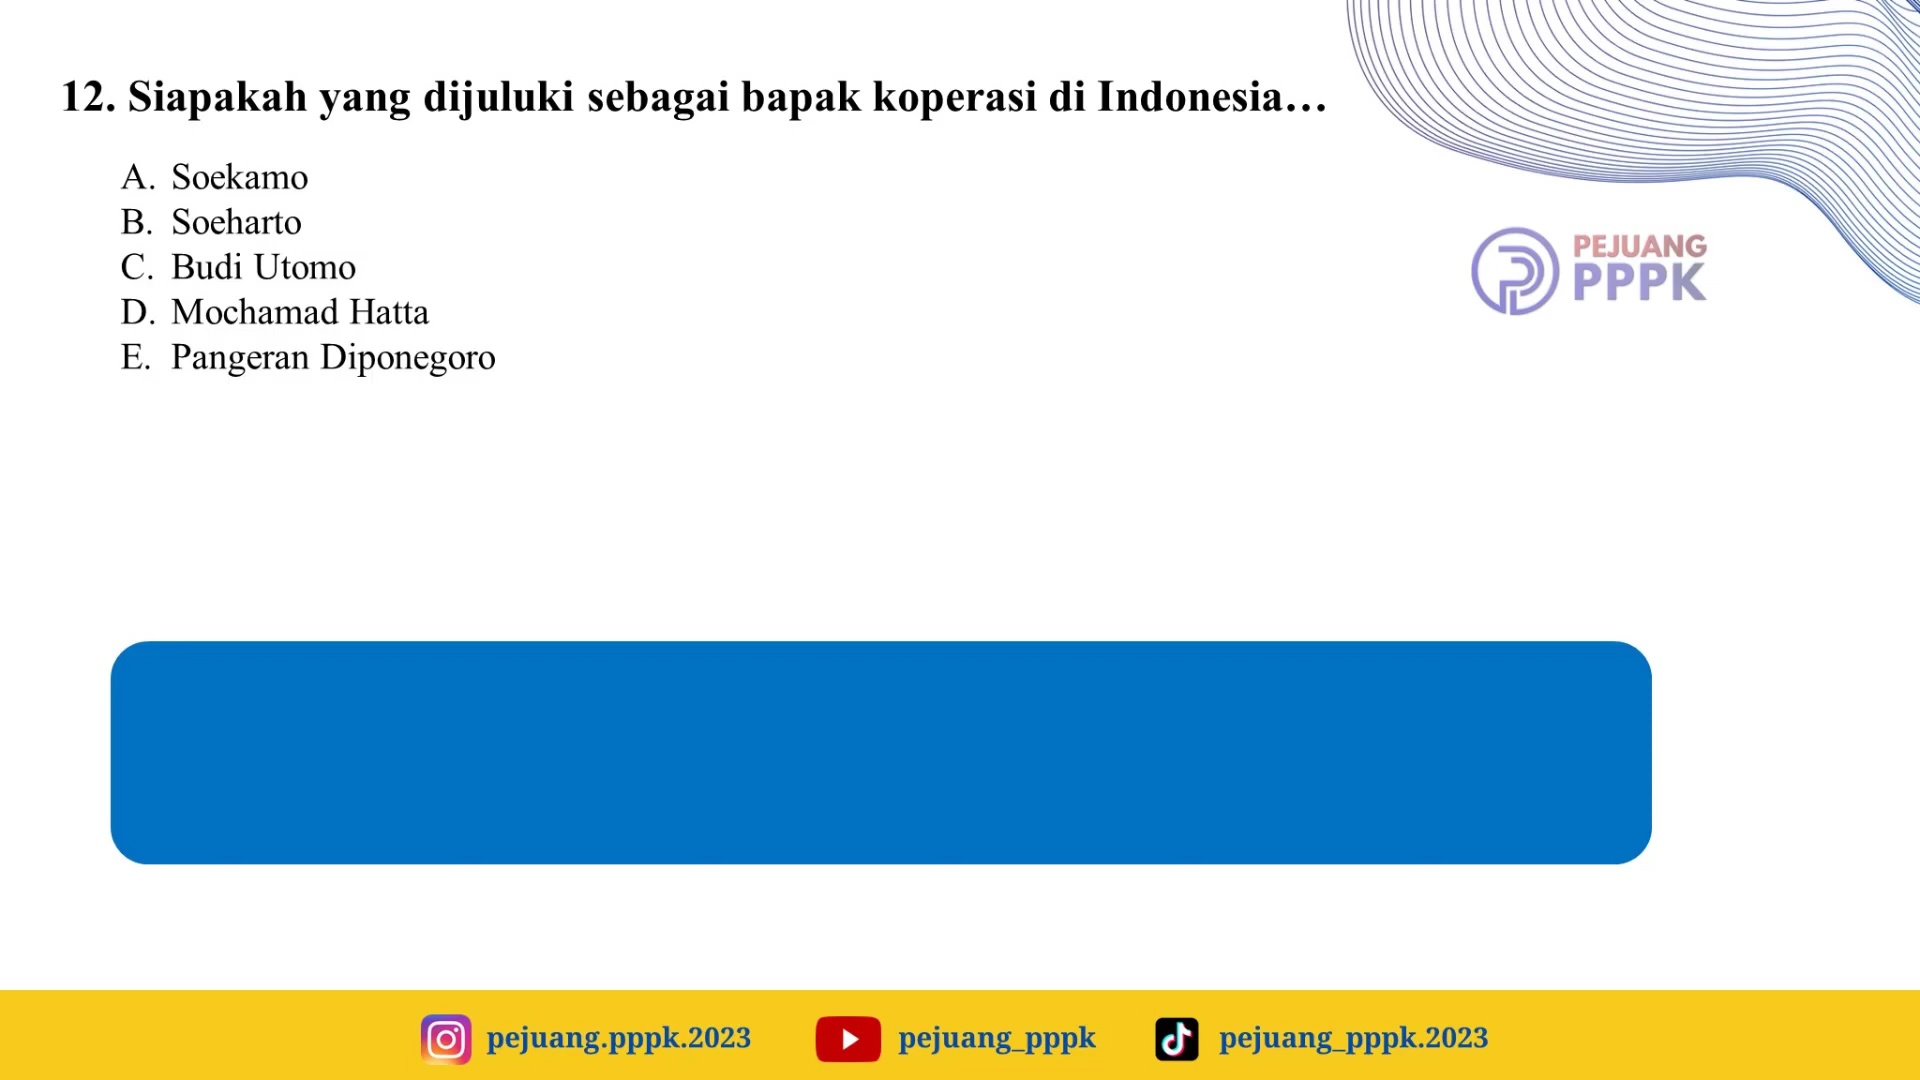 12. Siapakah yang dijuluki sebagai bapak koperasi di Indonesia…
A. Soekamo
B. Soeharto
C. Budi Utomo
D. Mochamad Hatta
E. Pangeran Diponegoro
PEJUANG
PPPK
pejuang.pppk.2023
pejuang_pppk
pejuang_pppk.2023